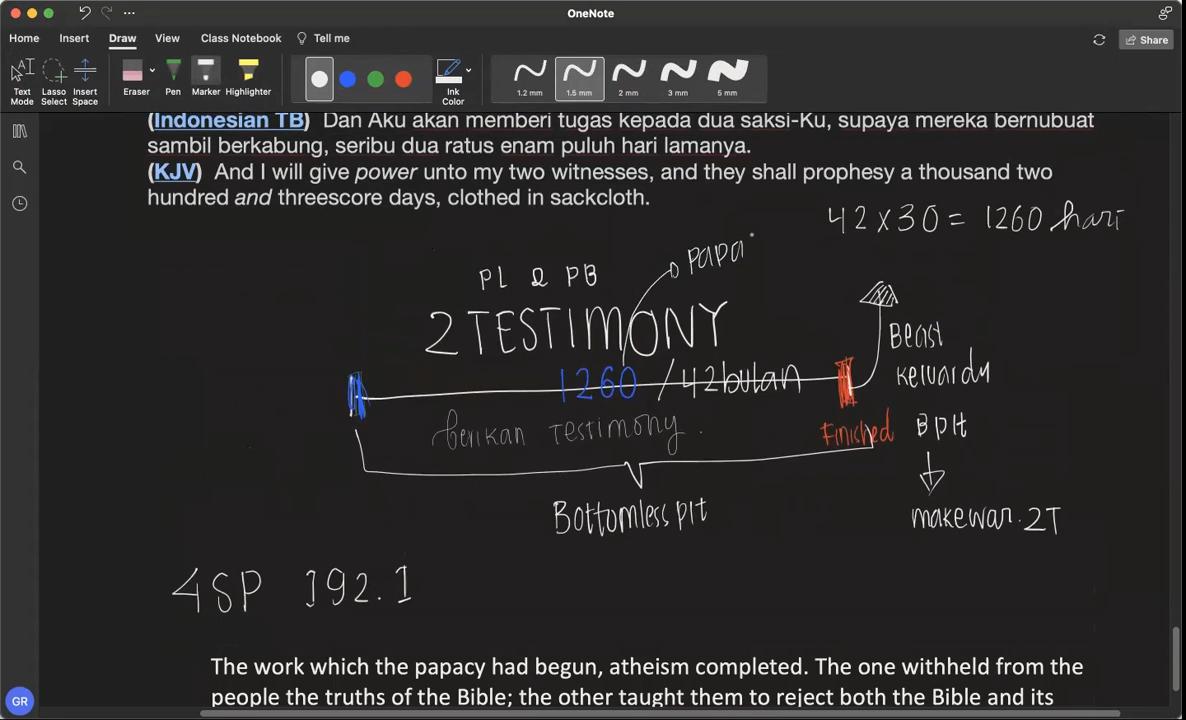 OneNote
Home Insert Draw View Class Notebook Tell me Share
Text Mode Lasso Select Insert Space Eraser Pen Marker Highlighter Ink Color 1.2 mm 1.5 mm 2 mm 3 mm 5 mm
(Indonesian TB) Dan Aku akan memberi tugas kepada dua saksi-Ku, supaya mereka bernubuat
sambil berkabung, seribu dua ratus enam puluh hari lamanya.
(KJV) And I will give power unto my two witnesses, and they shall prophesy a thousand two
hundred and threescore days, clothed in sackcloth.
42 x 30 = 1260 hari
papa
PL & PB
2 TESTIMONY
Beast
keluar du
1260 / 42 bulan
berikan Testimony.
Finished
BPit
Bottomless pit
make war. 2T
4SP 192.1
The work which the papacy had begun, atheism completed. The one withheld from the
people the truths of the Bible; the other taught them to reject both the Bible and its
GR